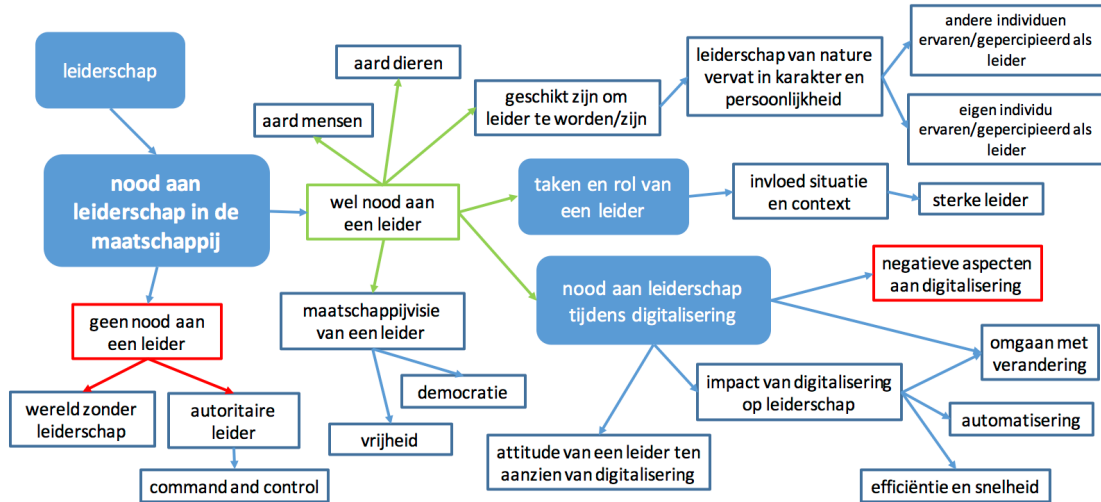 leiderschap
nood aan
leiderschap in de
maatschappij
geen nood aan
een leider
wereld zonder
leiderschap
autoritaire
leider
command and control
aard mensen
aard dieren
wel nood aan
een leider
maatschappijvisie
van een leider
democratie
vrijheid
geschikt zijn om
leider te worden/zijn
leiderschap van nature
vervat in karakter en
persoonlijkheid
andere individuen
ervaren/gepercipieerd als
leider
eigen individu
ervaren/gepercipieerd als
leider
taken en rol van
een leider
invloed situatie
en context
sterke leider
nood aan leiderschap
tijdens digitalisering
negatieve aspecten
aan digitalisering
omgaan met
verandering
impact van digitalisering
op leiderschap
automatisering
attitude van een leider ten
aanzien van digitalisering
efficiëntie en snelheid